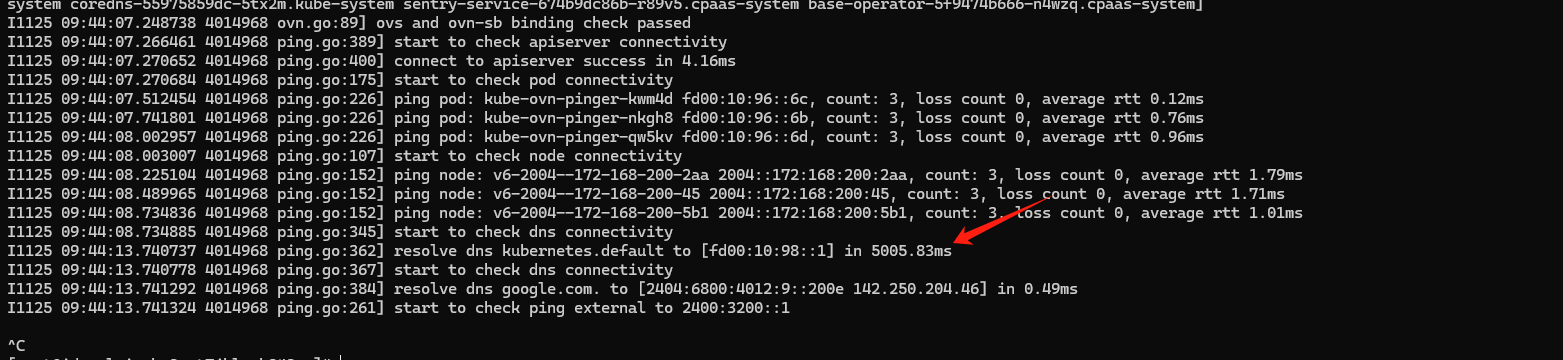 system coredns-55975859dc-5tx2m.kube-system sentry-service-674b9dc86b-r89v5.cpaas-system base-operator-5f9474b666-n4wzq.cpaas-system]
I1125 09:44:07.248738 4014968 ovn.go:89] ovs and ovn-sb binding check passed
I1125 09:44:07.266461 4014968 ping.go:389] start to check apiserver connectivity
I1125 09:44:07.270652 4014968 ping.go:400] connect to apiserver success in 4.16ms
I1125 09:44:07.270684 4014968 ping.go:175] start to check pod connectivity
I1125 09:44:07.512454 4014968 ping.go:226] ping pod: kube-ovn-pinger-kwm4d fd00:10:96::6c, count: 3, loss count 0, average rtt 0.12ms
I1125 09:44:07.741801 4014968 ping.go:226] ping pod: kube-ovn-pinger-nkgh8 fd00:10:96::6b, count: 3, loss count 0, average rtt 0.76ms
I1125 09:44:08.002957 4014968 ping.go:226] ping pod: kube-ovn-pinger-qw5kv fd00:10:96::6d, count: 3, loss count 0, average rtt 0.96ms
I1125 09:44:08.003007 4014968 ping.go:107] start to check node connectivity
I1125 09:44:08.225104 4014968 ping.go:152] ping node: v6-2004--172-168-200-2aa 2004::172:168:200:2aa, count: 3, loss count 0, average rtt 1.79ms
I1125 09:44:08.489965 4014968 ping.go:152] ping node: v6-2004--172-168-200-45 2004::172:168:200:45, count: 3, loss count 0, average rtt 1.71ms
I1125 09:44:08.734836 4014968 ping.go:152] ping node: v6-2004--172-168-200-5b1 2004::172:168:200:5b1, count: 3, loss count 0, average rtt 1.01ms
I1125 09:44:08.734885 4014968 ping.go:345] start to check dns connectivity
I1125 09:44:13.740737 4014968 ping.go:362] resolve dns kubernetes.default to [fd00:10:98::1] in 5005.83ms
I1125 09:44:13.740778 4014968 ping.go:367] start to check dns connectivity
I1125 09:44:13.741292 4014968 ping.go:384] resolve dns google.com. to [2404:6800:4012:9::200e 142.250.204.46] in 0.49ms
I1125 09:44:13.741324 4014968 ping.go:261] start to check ping external to 2400:3200::1
^C